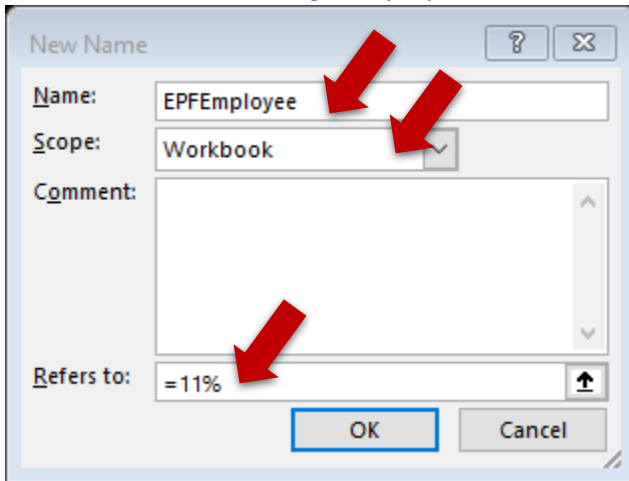 New Name
Name: EPFEmployee
Scope: Workbook
Comment:
Refers to: =11%
OK Cancel